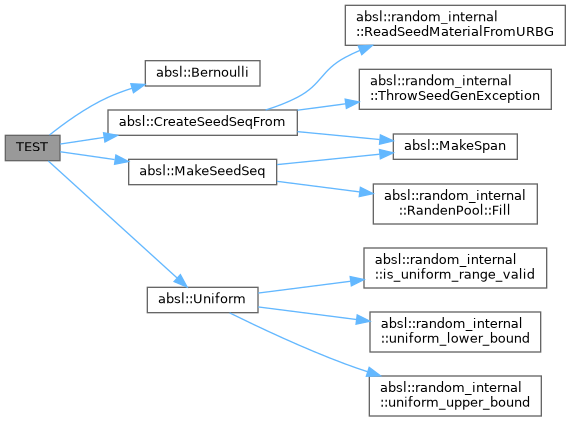 TEST
absl::Bernoulli
absl::CreateSeedSeqFrom
absl::random_internal
::ReadSeedMaterialFromURBG
absl::random_internal
::ThrowSeedGenException
absl::MakeSpan
absl::MakeSeedSeq
absl::random_internal
::RandenPool::Fill
absl::Uniform
absl::random_internal
::is_uniform_range_valid
absl::random_internal
::uniform_lower_bound
absl::random_internal
::uniform_upper_bound